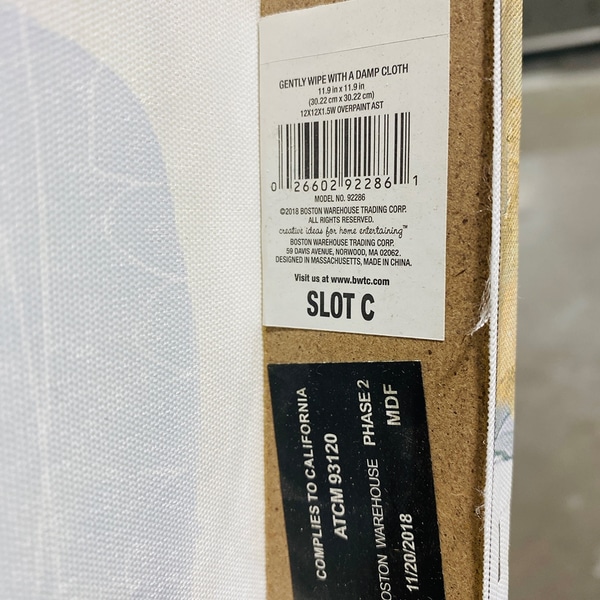 GENTLY WIPE WITH A DAMP CLOTH
11.9 in x 11.9 in
(30.22 cm x 30.22 cm)
12X12X1.5W OVERPAINT AST
0 26602 92286 1
MODEL NO. 92286
©2018 BOSTON WAREHOUSE TRADING CORP.
ALL RIGHTS RESERVED.
creative ideas for home entertaining™
BOSTON WAREHOUSE TRADING CORP.
59 DAVIS AVENUE, NORWOOD, MA 02062.
DESIGNED IN MASSACHUSETTS, MADE IN CHINA.
Visit us at www.bwtc.com
SLOT C
COMPLIES TO CALIFORNIA
ATCM 93120
PHASE 2
MDF
OSTON WAREHOUSE
11/20/2018